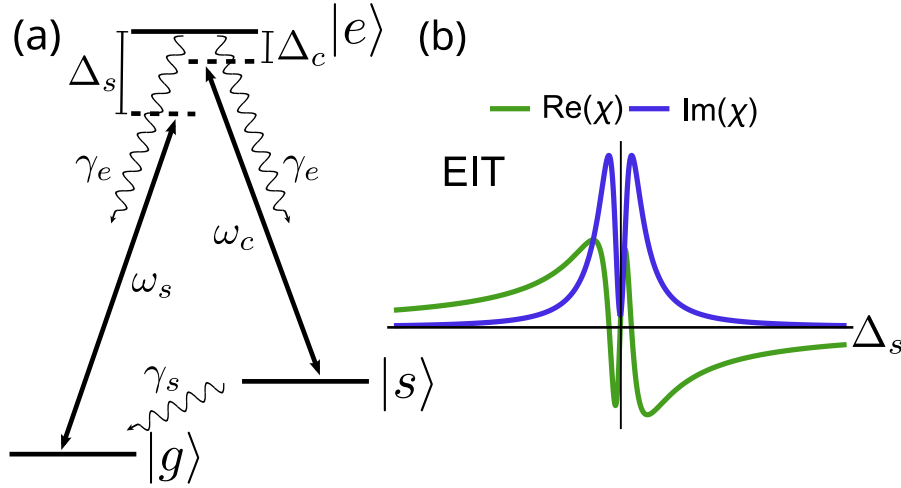 (a)
|e⟩
Δ_c
Δ_s
γ_e
γ_e
ω_c
ω_s
γ_s
|s⟩
|g⟩
(b)
Re(χ)
Im(χ)
EIT
Δ_s